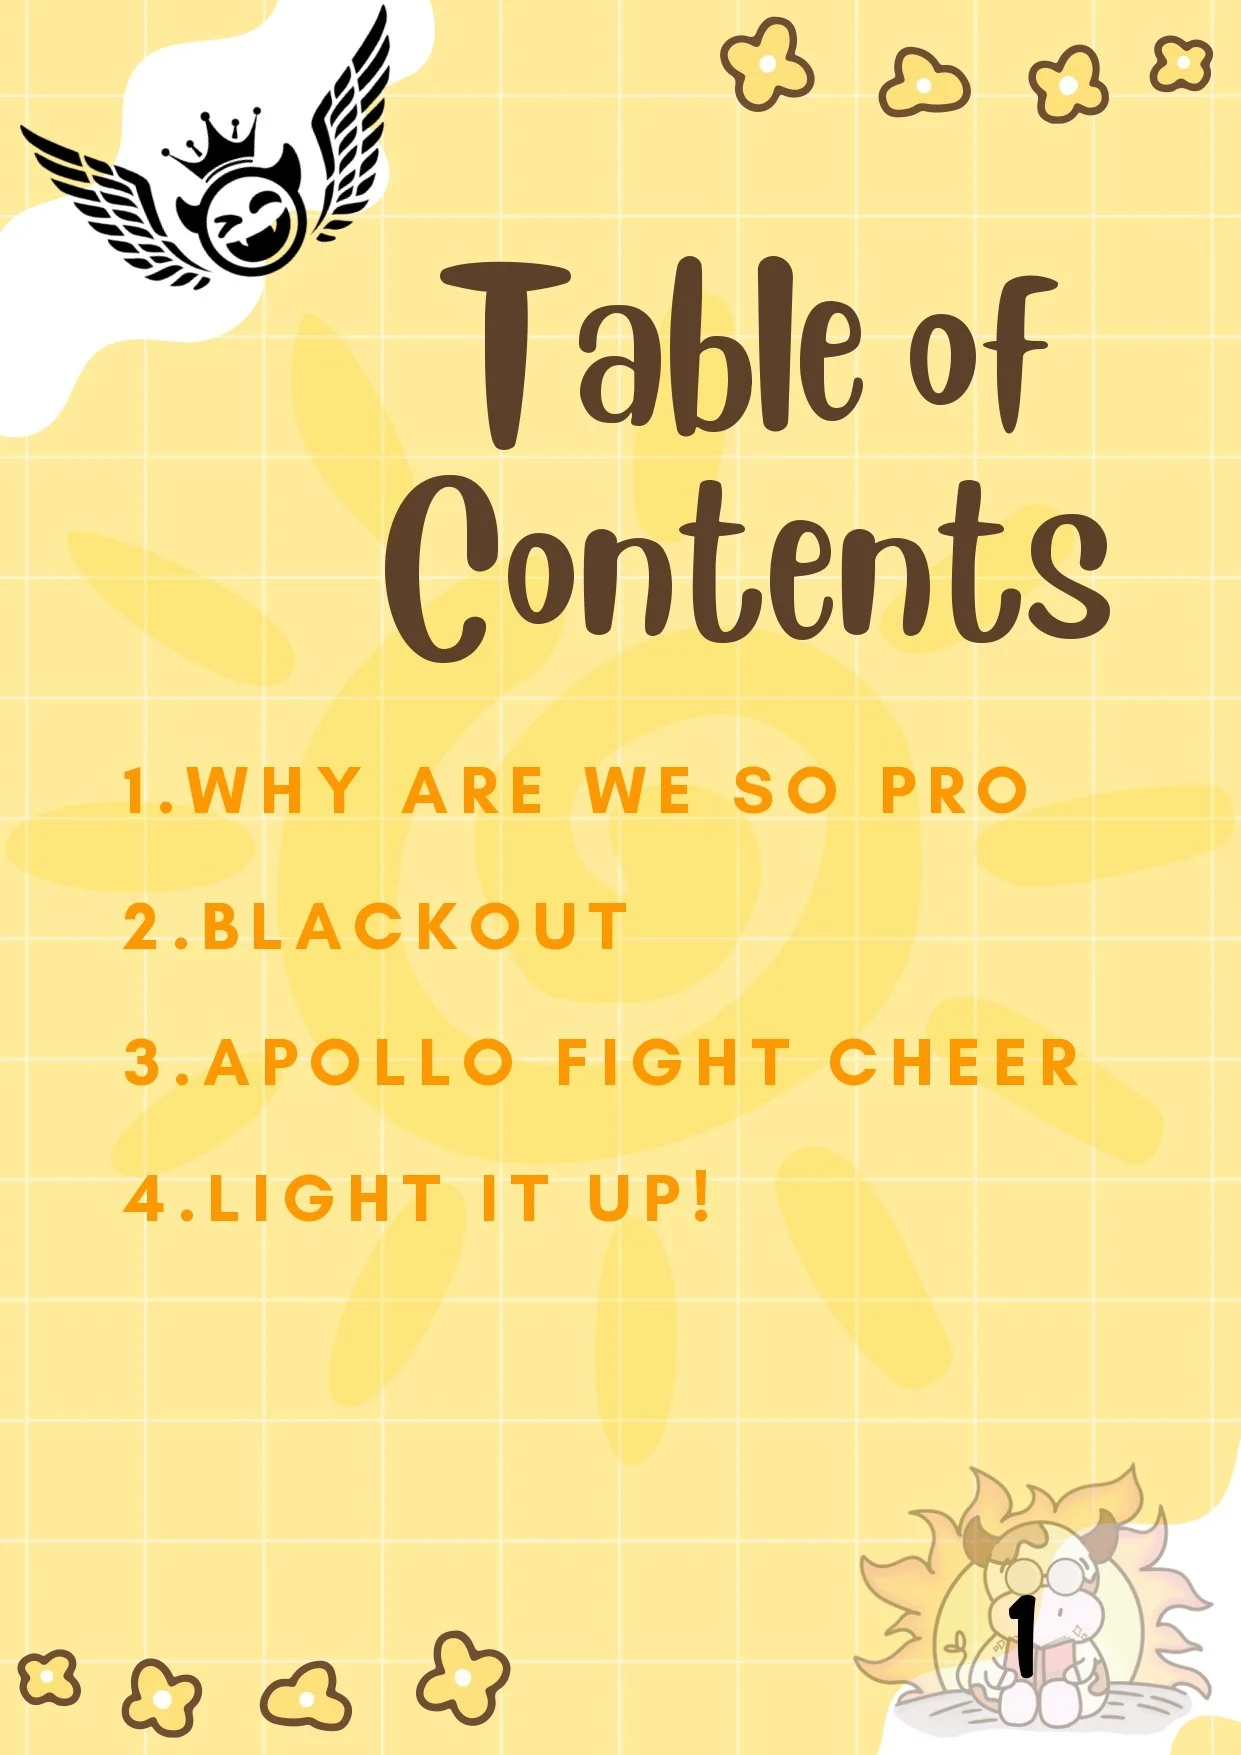 Table of
Contents
1.WHY ARE WE SO PRO
2.BLACKOUT
3.APOLLO FIGHT CHEER
4.LIGHT IT UP!
1